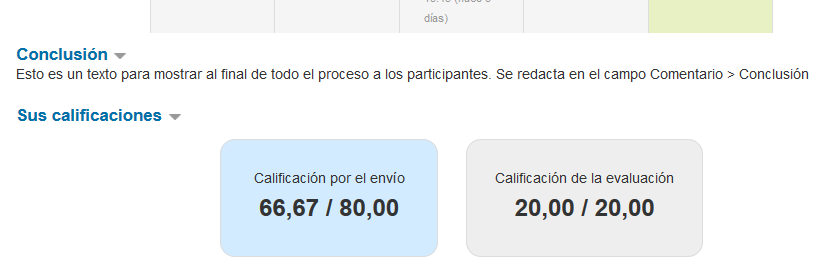 días)
Conclusión
Esto es un texto para mostrar al final de todo el proceso a los participantes. Se redacta en el campo Comentario > Conclusión
Sus calificaciones
Calificación por el envío
66,67 / 80,00
Calificación de la evaluación
20,00 / 20,00